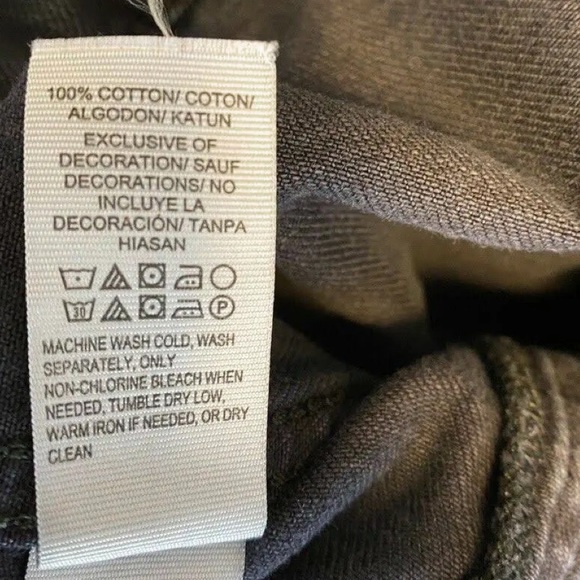 100% COTTON/ COTON/
ALGODON/ KATUN
EXCLUSIVE OF
DECORATION/ SAUF
DECORATIONS/ NO
INCLUYE LA
DECORACIÓN/ TANPA
HIASAN
30 P
MACHINE WASH COLD, WASH
SEPARATELY, ONLY
NON-CHLORINE BLEACH WHEN
NEEDED, TUMBLE DRY LOW,
WARM IRON IF NEEDED, OR DRY
CLEAN